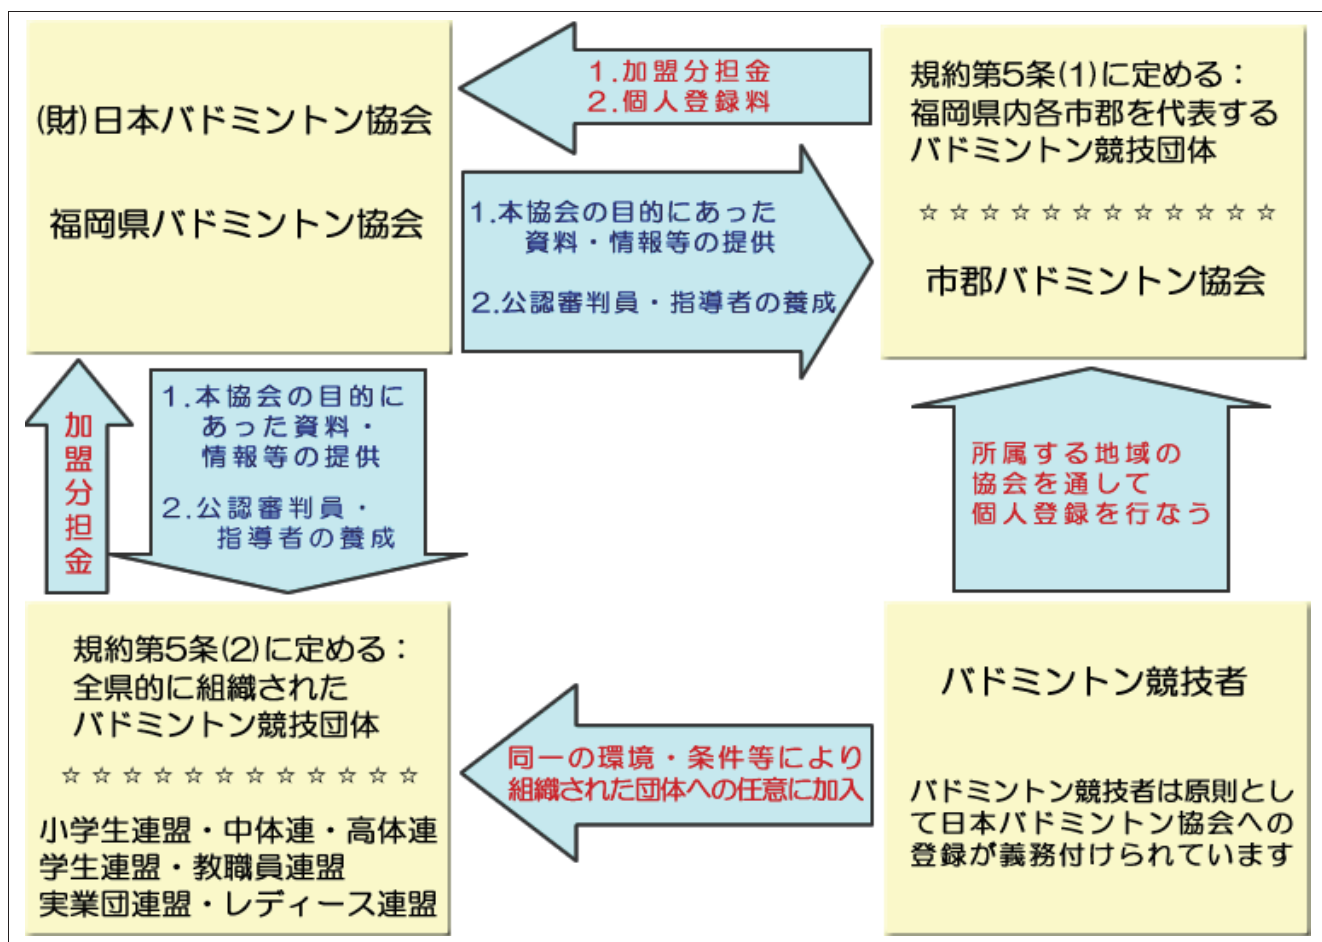 (財)日本バドミントン協会
福岡県バドミントン協会
1.加盟分担金
2.個人登録料
規約第5条(1)に定める：
福岡県内各市郡を代表する
バドミントン競技団体
☆☆☆☆☆☆☆☆☆☆☆☆
市郡バドミントン協会
1.本協会の目的にあった
資料・情報等の提供
2.公認審判員・指導者の養成
加盟分担金
1.本協会の目的に
あった資料・
情報等の提供
2.公認審判員・
指導者の養成
所属する地域の
協会を通して
個人登録を行なう
規約第5条(2)に定める：
全県的に組織された
バドミントン競技団体
☆☆☆☆☆☆☆☆☆☆☆☆
小学生連盟・中体連・高体連
学生連盟・教職員連盟
実業団連盟・レディース連盟
同一の環境・条件等により
組織された団体への任意に加入
バドミントン競技者
バドミントン競技者は原則とし
て日本バドミントン協会への
登録が義務付けられています